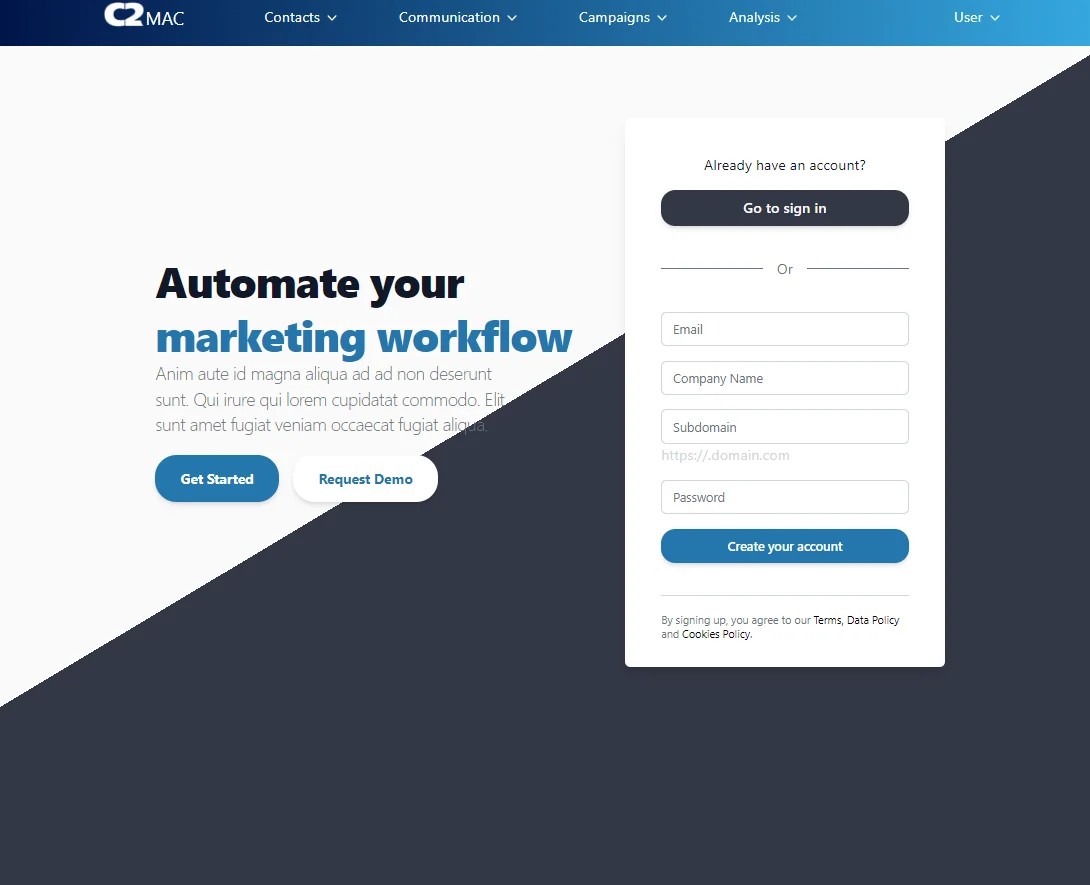 C2MAC
Contacts Communication Campaigns Analysis User
Already have an account?
Go to sign in
Or
Automate your
marketing workflow
Anim aute id magna aliqua ad ad non deserunt
sunt. Qui irure qui lorem cupidatat commodo. Elit
sunt amet fugiat veniam occaecat fugiat aliqua.
Get Started Request Demo
Email
Company Name
Subdomain
https://.domain.com
Password
Create your account
By signing up, you agree to our Terms, Data Policy
and Cookies Policy.